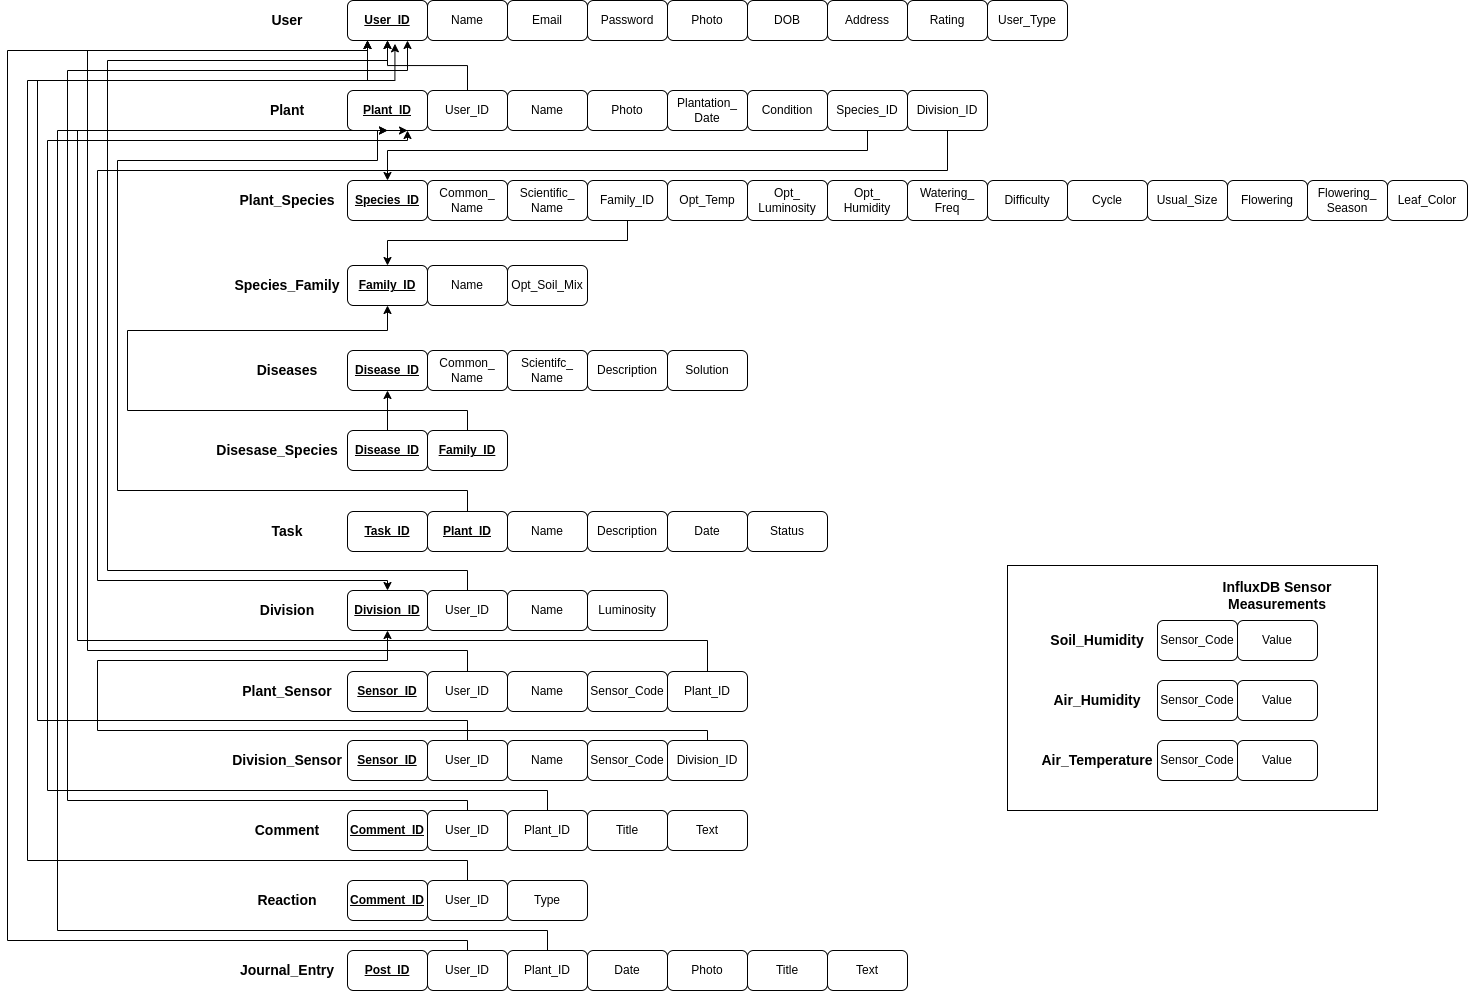 User User_ID Name Email Password Photo DOB Address Rating User_Type
Plant Plant_ID User_ID Name Photo Plantation_
Date Condition Species_ID Division_ID
Plant_Species Species_ID Common_
Name Scientific_
Name Family_ID Opt_Temp Opt_
Luminosity Opt_
Humidity Watering_
Freq Difficulty Cycle Usual_Size Flowering Flowering_
Season Leaf_Color
Species_Family Family_ID Name Opt_Soil_Mix
Diseases Disease_ID Common_
Name Scientifc_
Name Description Solution
Disesase_Species Disease_ID Family_ID
Task Task_ID Plant_ID Name Description Date Status
Division Division_ID User_ID Name Luminosity
Plant_Sensor Sensor_ID User_ID Name Sensor_Code Plant_ID
Division_Sensor Sensor_ID User_ID Name Sensor_Code Division_ID
Comment Comment_ID User_ID Plant_ID Title Text
Reaction Comment_ID User_ID Type
Journal_Entry Post_ID User_ID Plant_ID Date Photo Title Text
InfluxDB Sensor
Measurements
Soil_Humidity Sensor_Code Value
Air_Humidity Sensor_Code Value
Air_Temperature Sensor_Code Value